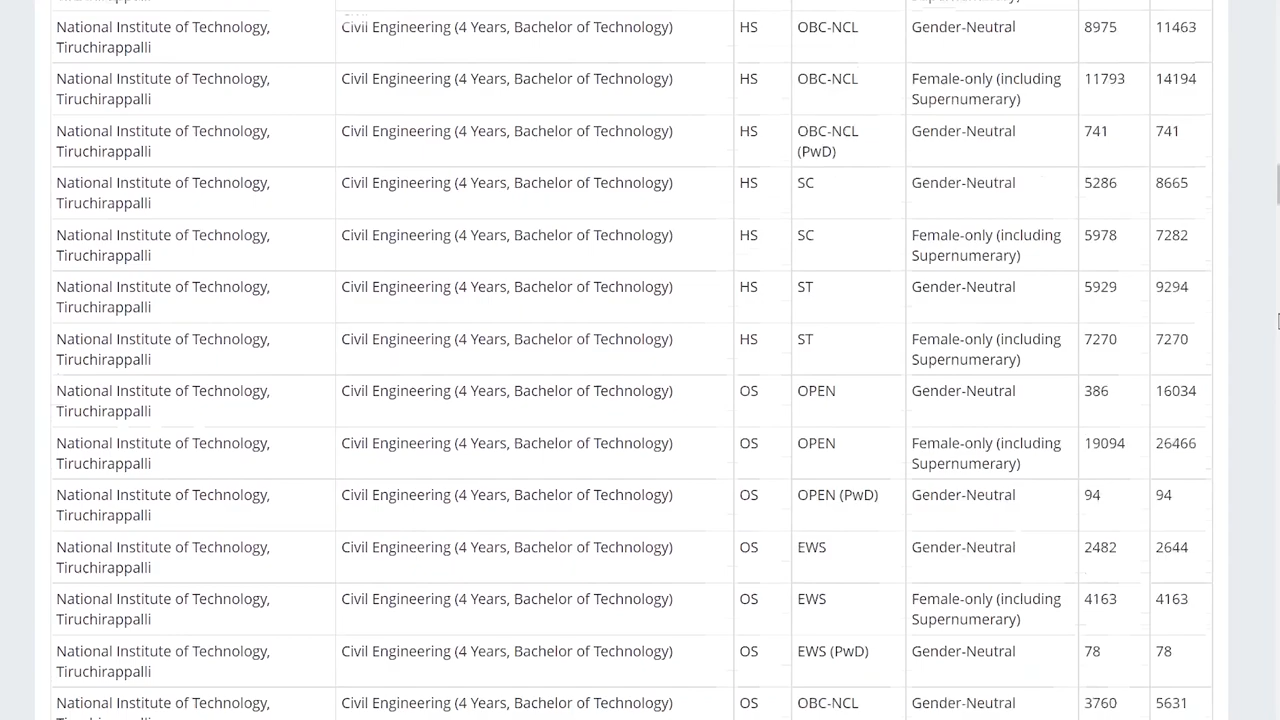 National Institute of Technology, Civil Engineering (4 Years, Bachelor of Technology) HS OBC-NCL Gender-Neutral 8975 11463
Tiruchirappalli
National Institute of Technology, Civil Engineering (4 Years, Bachelor of Technology) HS OBC-NCL Female-only (including 11793 14194
Tiruchirappalli Supernumerary)
National Institute of Technology, Civil Engineering (4 Years, Bachelor of Technology) HS OBC-NCL Gender-Neutral 741 741
Tiruchirappalli (PwD)
National Institute of Technology, Civil Engineering (4 Years, Bachelor of Technology) HS SC Gender-Neutral 5286 8665
Tiruchirappalli
National Institute of Technology, Civil Engineering (4 Years, Bachelor of Technology) HS SC Female-only (including 5978 7282
Tiruchirappalli Supernumerary)
National Institute of Technology, Civil Engineering (4 Years, Bachelor of Technology) HS ST Gender-Neutral 5929 9294
Tiruchirappalli
National Institute of Technology, Civil Engineering (4 Years, Bachelor of Technology) HS ST Female-only (including 7270 7270
Tiruchirappalli Supernumerary)
National Institute of Technology, Civil Engineering (4 Years, Bachelor of Technology) OS OPEN Gender-Neutral 386 16034
Tiruchirappalli
National Institute of Technology, Civil Engineering (4 Years, Bachelor of Technology) OS OPEN Female-only (including 19094 26466
Tiruchirappalli Supernumerary)
National Institute of Technology, Civil Engineering (4 Years, Bachelor of Technology) OS OPEN (PwD) Gender-Neutral 94 94
Tiruchirappalli
National Institute of Technology, Civil Engineering (4 Years, Bachelor of Technology) OS EWS Gender-Neutral 2482 2644
Tiruchirappalli
National Institute of Technology, Civil Engineering (4 Years, Bachelor of Technology) OS EWS Female-only (including 4163 4163
Tiruchirappalli Supernumerary)
National Institute of Technology, Civil Engineering (4 Years, Bachelor of Technology) OS EWS (PwD) Gender-Neutral 78 78
Tiruchirappalli
National Institute of Technology, Civil Engineering (4 Years, Bachelor of Technology) OS OBC-NCL Gender-Neutral 3760 5631